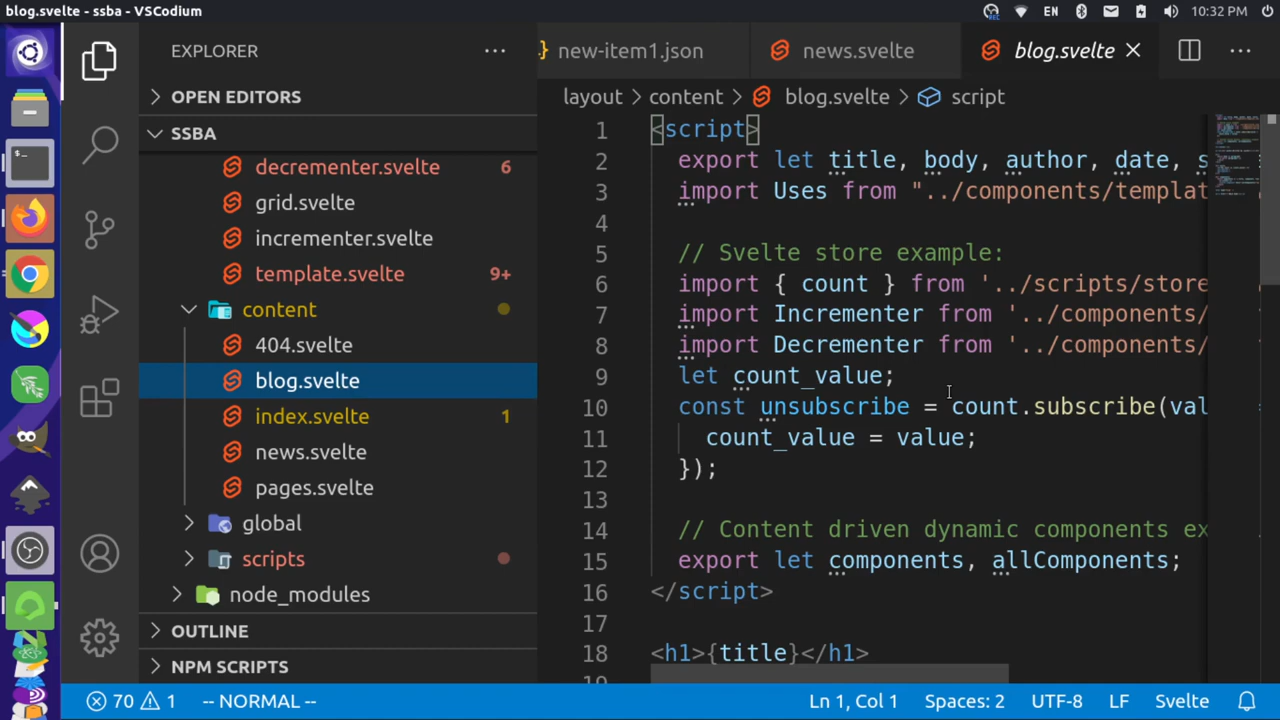 blog.svelte - ssba - VSCodium
REC
EN
10:32 PM
EXPLORER
new-item1.json
news.svelte
blog.svelte
OPEN EDITORS
layout > content > blog.svelte > script
SSBA
decrementer.svelte 6
grid.svelte
incrementer.svelte
template.svelte 9+
content
404.svelte
blog.svelte
index.svelte 1
news.svelte
pages.svelte
global
scripts
node_modules
OUTLINE
NPM SCRIPTS
1 <script>
2 export let title, body, author, date, s
3 import Uses from "../components/templat
4
5 // Svelte store example:
6 import { count } from '../scripts/store
7 import Incrementer from '../components/
8 import Decrementer from '../components/
9 let count_value;
10 const unsubscribe = count.subscribe(val
11 count_value = value;
12 });
13
14 // Content driven dynamic components ex
15 export let components, allComponents;
16 </script>
17
18 <h1>{title}</h1>
70 1 -- NORMAL -- Ln 1, Col 1 Spaces: 2 UTF-8 LF Svelte